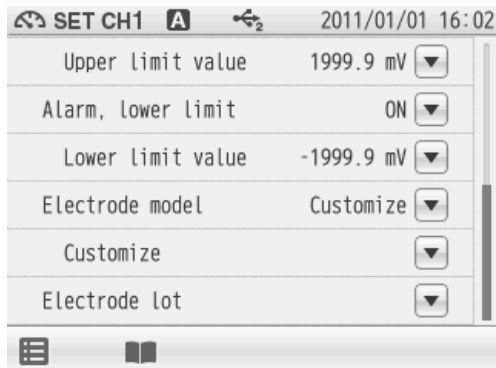 SET CH1 A 2 2011/01/01 16:02
Upper limit value 1999.9 mV
Alarm, lower limit ON
Lower limit value -1999.9 mV
Electrode model Customize
Customize
Electrode lot